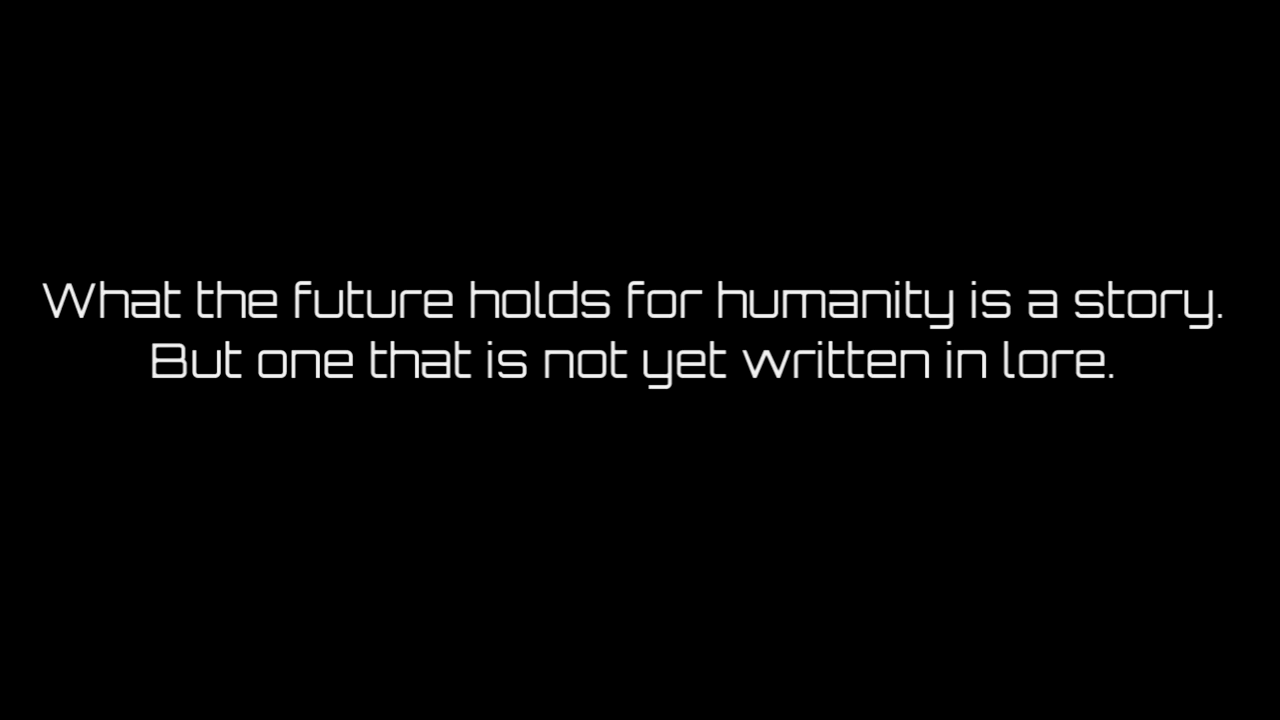 What the future holds for humanity is a story.
But one that is not yet written in lore.